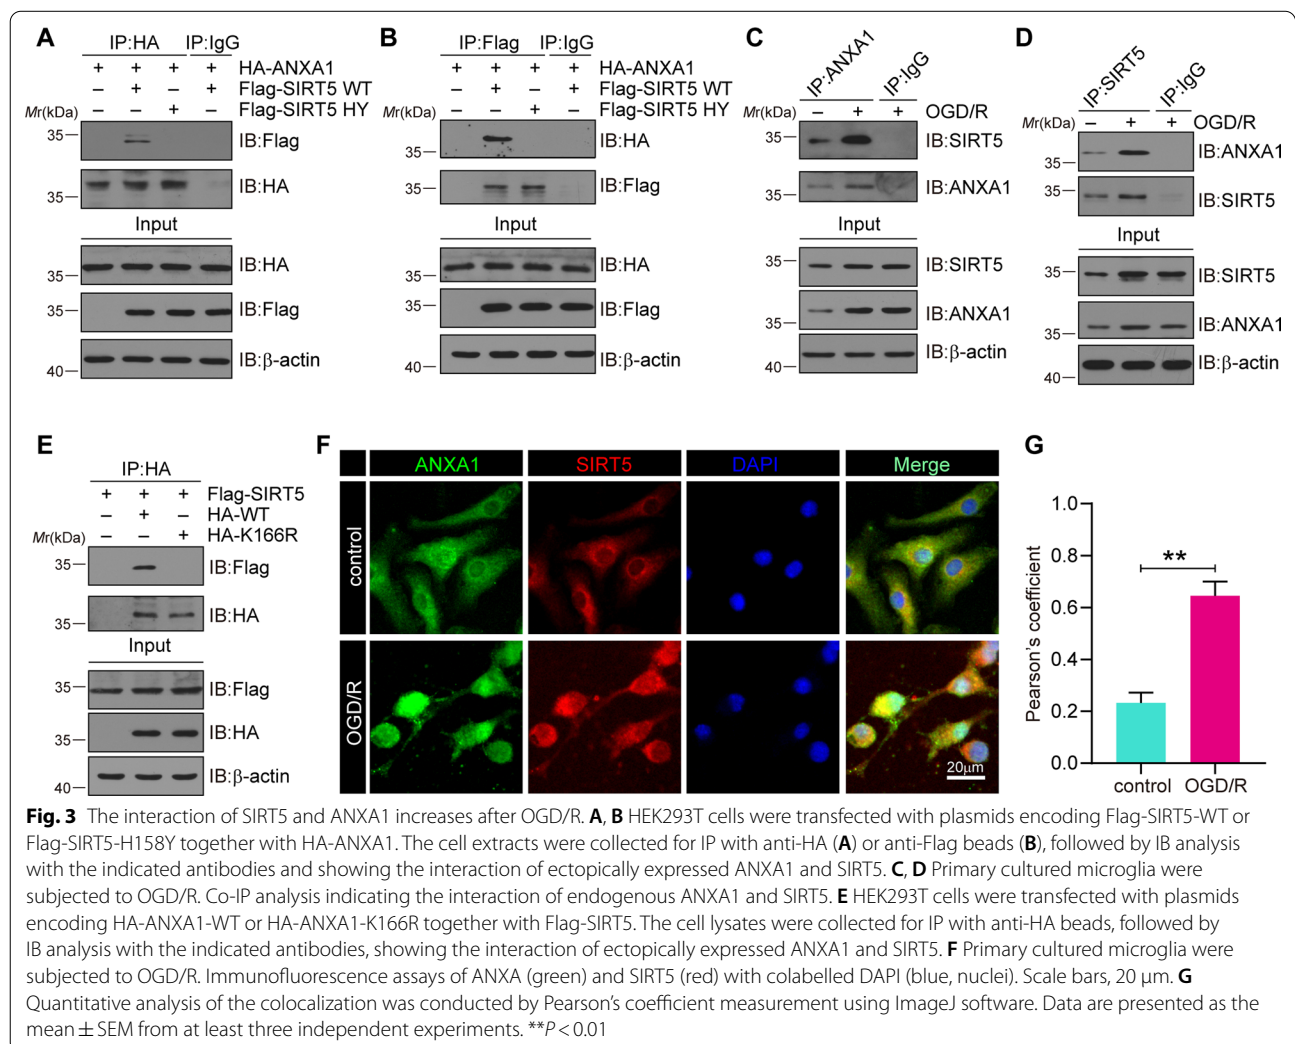 A
IP:HA IP:IgG
+ + + + HA-ANXA1
– + – + Flag-SIRT5 WT
– – + – Flag-SIRT5 HY
Mr(kDa)
35 IB:Flag
35 IB:HA
Input
35 IB:HA
35 IB:Flag
40 IB:β-actin
B
IP:Flag IP:IgG
+ + + + HA-ANXA1
– + – + Flag-SIRT5 WT
– – + – Flag-SIRT5 HY
Mr(kDa)
35 IB:HA
35 IB:Flag
Input
35 IB:HA
35 IB:Flag
40 IB:β-actin
C
IP:ANXA1 IP:IgG
– + + OGD/R
Mr(kDa)
35 IB:SIRT5
35 IB:ANXA1
Input
35 IB:SIRT5
35 IB:ANXA1
40 IB:β-actin
D
IP:SIRT5 IP:IgG
– + + OGD/R
Mr(kDa)
35 IB:ANXA1
35 IB:SIRT5
Input
35 IB:SIRT5
35 IB:ANXA1
40 IB:β-actin
E
IP:HA
+ + + Flag-SIRT5
– + – HA-WT
– – + HA-K166R
Mr(kDa)
35 IB:Flag
35 IB:HA
Input
35 IB:Flag
35 IB:HA
40 IB:β-actin
F
ANXA1 SIRT5 DAPI Merge
control
OGD/R
20μm
G
Pearson's coefficient
1.0
0.8
0.6
0.4
0.2
0.0
**
control OGD/R
Fig. 3 The interaction of SIRT5 and ANXA1 increases after OGD/R. A, B HEK293T cells were transfected with plasmids encoding Flag-SIRT5-WT or
Flag-SIRT5-H158Y together with HA-ANXA1. The cell extracts were collected for IP with anti-HA (A) or anti-Flag beads (B), followed by IB analysis
with the indicated antibodies and showing the interaction of ectopically expressed ANXA1 and SIRT5. C, D Primary cultured microglia were
subjected to OGD/R. Co-IP analysis indicating the interaction of endogenous ANXA1 and SIRT5. E HEK293T cells were transfected with plasmids
encoding HA-ANXA1-WT or HA-ANXA1-K166R together with Flag-SIRT5. The cell lysates were collected for IP with anti-HA beads, followed by
IB analysis with the indicated antibodies, showing the interaction of ectopically expressed ANXA1 and SIRT5. F Primary cultured microglia were
subjected to OGD/R. Immunofluorescence assays of ANXA (green) and SIRT5 (red) with colabelled DAPI (blue, nuclei). Scale bars, 20 μm. G
Quantitative analysis of the colocalization was conducted by Pearson's coefficient measurement using ImageJ software. Data are presented as the
mean ± SEM from at least three independent experiments. **P < 0.01